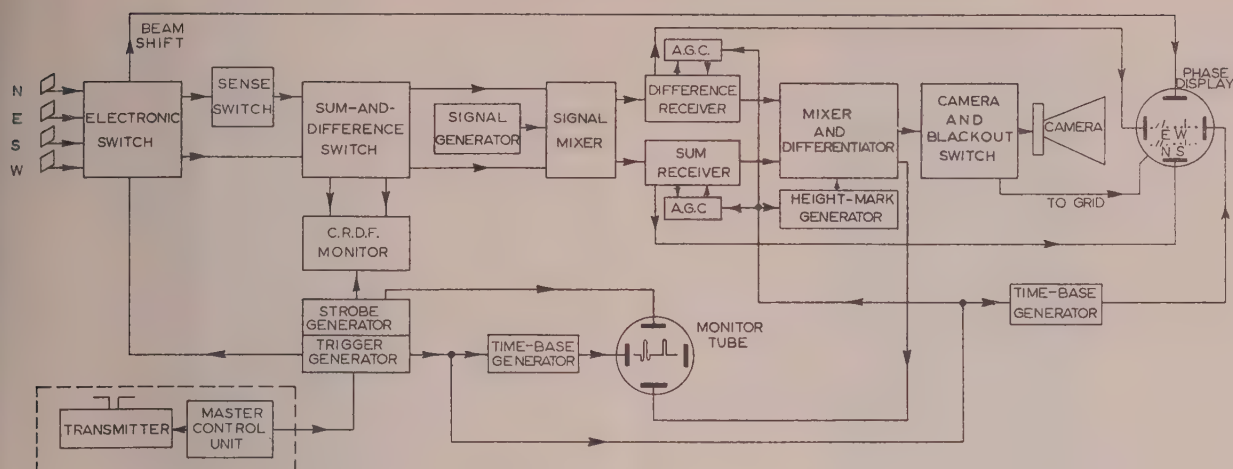 BEAM
SHIFT
N
E
S
W
ELECTRONIC
SWITCH
SENSE
SWITCH
SUM-AND-
DIFFERENCE
SWITCH
SIGNAL
GENERATOR
SIGNAL
MIXER
A.G.C.
DIFFERENCE
RECEIVER
SUM
RECEIVER
A.G.C
MIXER
AND
DIFFERENTIATOR
HEIGHT-MARK
GENERATOR
CAMERA
AND
BLACKOUT
SWITCH
CAMERA
TO GRID
PHASE
DISPLAY
E W
N S
C.R.D.F.
MONITOR
STROBE
GENERATOR
TRIGGER
GENERATOR
TIME-BASE
GENERATOR
MONITOR
TUBE
TIME-BASE
GENERATOR
TRANSMITTER
MASTER
CONTROL
UNIT